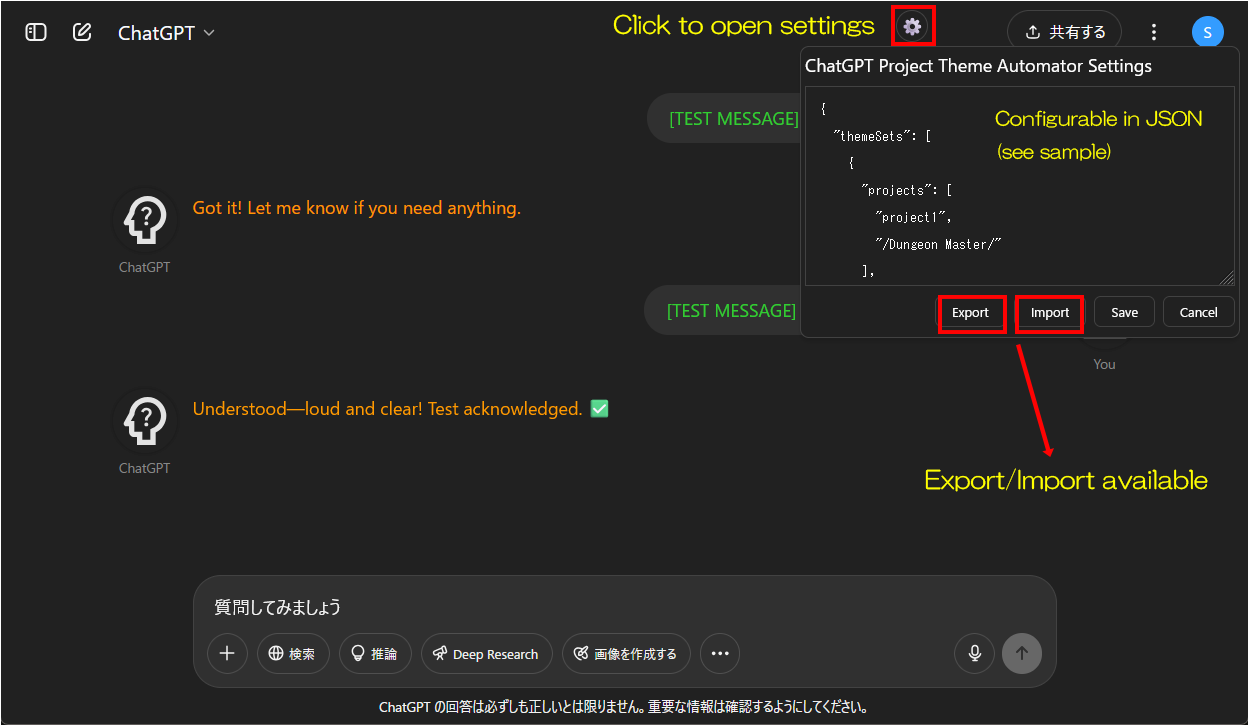 ChatGPT
Click to open settings
共有する
S
ChatGPT Project Theme Automator Settings
{
"themeSets": [
{
"projects": [
"project1",
"/Dungeon Master/"
],
Configurable in JSON
(see sample)
Export
Import
Save
Cancel
[TEST MESSAGE]
Got it! Let me know if you need anything.
ChatGPT
[TEST MESSAGE]
You
Understood—loud and clear! Test acknowledged. ✅
ChatGPT
Export/Import available
質問してみましょう
検索
推論
Deep Research
画像を作成する
ChatGPT の回答は必ずしも正しいとは限りません。重要な情報は確認するようにしてください。